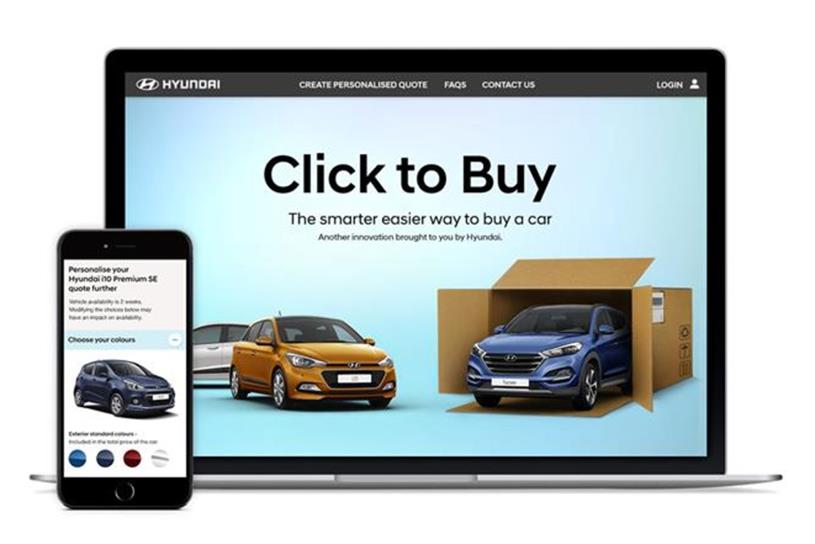 HYUNDAI
CREATE PERSONALISED QUOTE FAQS CONTACT US LOGIN
Click to Buy
The smarter easier way to buy a car
Another innovation brought to you by Hyundai.
Personalise your
Hyundai i10 Premium SE
quote further
Vehicle availability is 2 weeks.
Modifying the choices below may
have an impact on availability.
Choose your colours
Exterior standard colours -
Included in the total price of the car